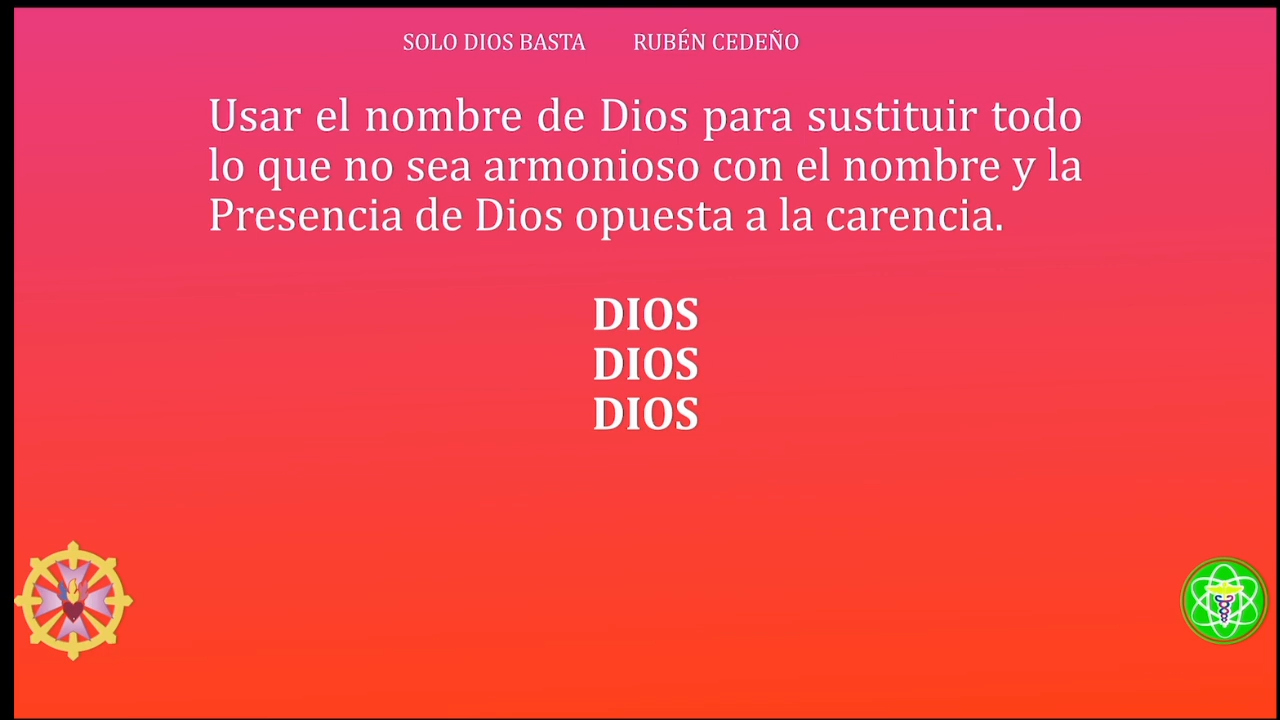 SOLO DIOS BASTA RUBÉN CEDEÑO
Usar el nombre de Dios para sustituir todo
lo que no sea armonioso con el nombre y la
Presencia de Dios opuesta a la carencia.
DIOS
DIOS
DIOS